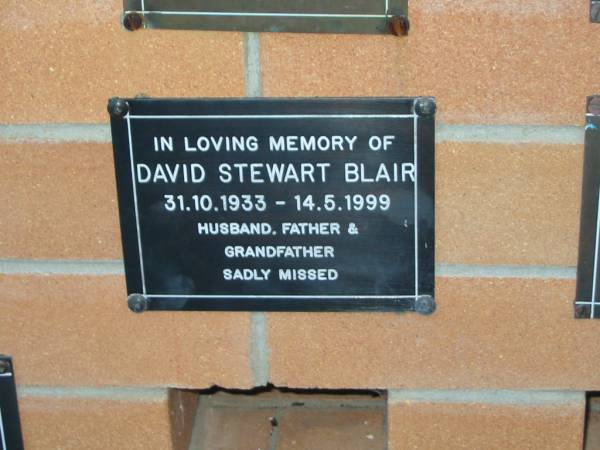 IN LOVING MEMORY OF
DAVID STEWART BLAIR
31.10.1933 - 14.5.1999
HUSBAND, FATHER &
GRANDFATHER
SADLY MISSED